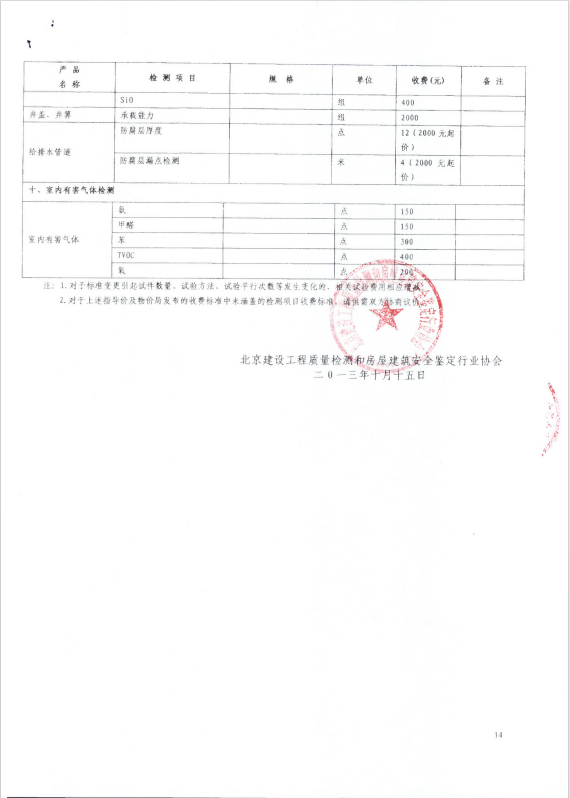 产 品
名 称
检 测 项 目
规 格
单位
收费(元)
备 注
SiO
组
400
井盖、井箅
承载能力
组
2000
给排水管道
防腐层厚度
点
12(2000 元起
价)
防腐层漏点检测
米
4(2000 元起
价)
十、室内有害气体检测
室内有害气体
氨
点
150
甲醛
点
150
苯
点
300
TVOC
点
400
氡
点
200
注: 1.对于标准变更引起试件数量、试验方法、试验平行次数等发生变化的,相关试验费用相应增减
2.对于上述指导价及物价局发布的收费标准中未涵盖的检测项目收费标准,请供需双方协商议价
北京建设工程质量检测和房屋建筑安全鉴定行业协会
二〇一三年十月十五日
14